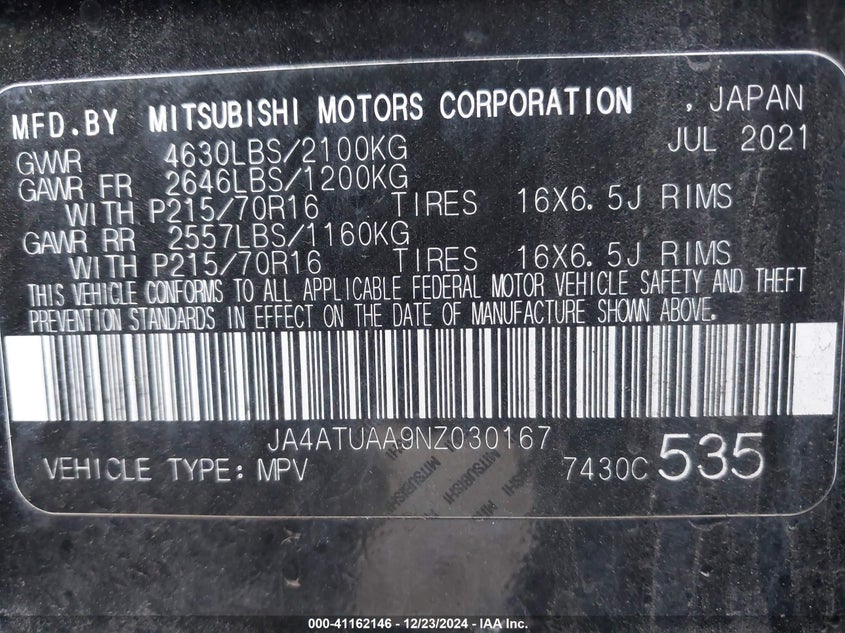 MFD.BY MITSUBISHI MOTORS CORPORATION , JAPAN
GVWR 4630LBS/2100KG JUL 2021
GAWR FR 2646LBS/1200KG
WITH P215/70R16 TIRES 16X6.5J RIMS
GAWR RR 2557LBS/1160KG
WITH P215/70R16 TIRES 16X6.5J RIMS
THIS VEHICLE CONFORMS TO ALL APPLICABLE FEDERAL MOTOR VEHICLE SAFETY AND THEFT
PREVENTION STANDARDS IN EFFECT ON THE DATE OF MANUFACTURE SHOWN ABOVE.
JA4ATUAA9NZ030167
VEHICLE TYPE: MPV 7430C 535
MITSUBISHI
000-41162146 - 12/23/2024 - IAA Inc.